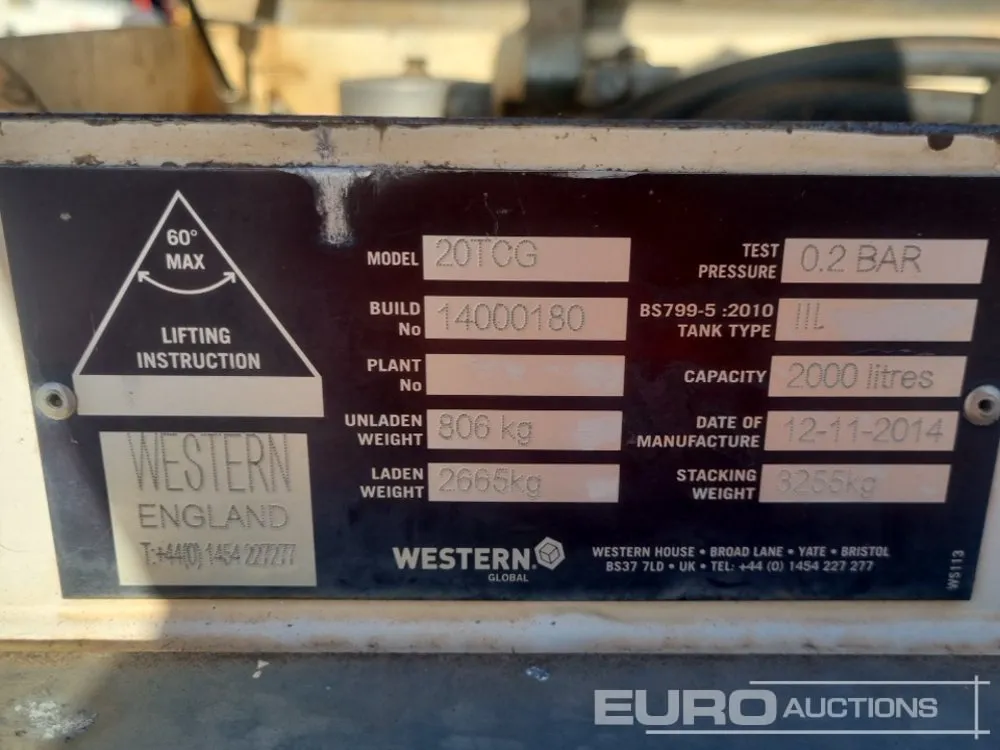 60°
MAX
LIFTING
INSTRUCTION
WESTERN
ENGLAND
T:+44(0) 1454 227277
MODEL 20TCG
BUILD No 14000180
PLANT No
UNLADEN WEIGHT 806 kg
LADEN WEIGHT 2665kg
TEST PRESSURE 0.2 BAR
BS799-5 :2010 TANK TYPE
CAPACITY 2000 litres
DATE OF MANUFACTURE 12-11-2014
STACKING WEIGHT 3255kg
WESTERN
GLOBAL
WESTERN HOUSE • BROAD LANE • YATE • BRISTOL
BS37 7LD • UK • TEL: +44 (0) 1454 227 277
WS113
EURO AUCTIONS